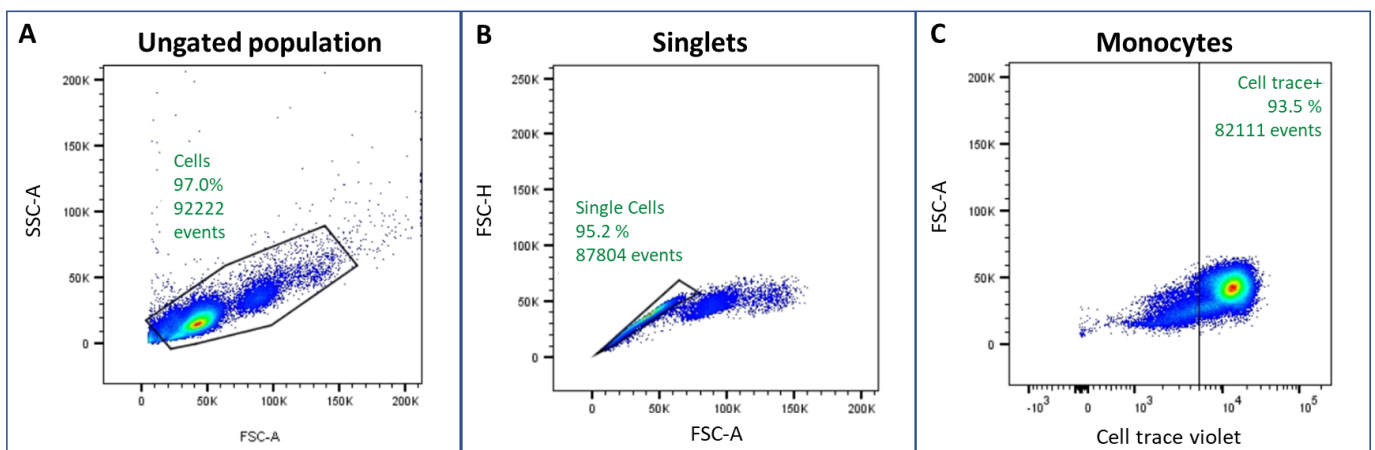 A
Ungated population
200K
150K
100K
50K
0
SSC-A
Cells
97.0%
92222
events
0
50K
100K
150K
200K
FSC-A
B
Singlets
250K
200K
150K
100K
50K
0
FSC-H
Single Cells
95.2 %
87804 events
0
50K
100K
150K
200K
FSC-A
C
Monocytes
200K
150K
100K
50K
0
FSC-A
Cell trace+
93.5 %
82111 events
-10³
0
10³
10⁴
10⁵
Cell trace violet